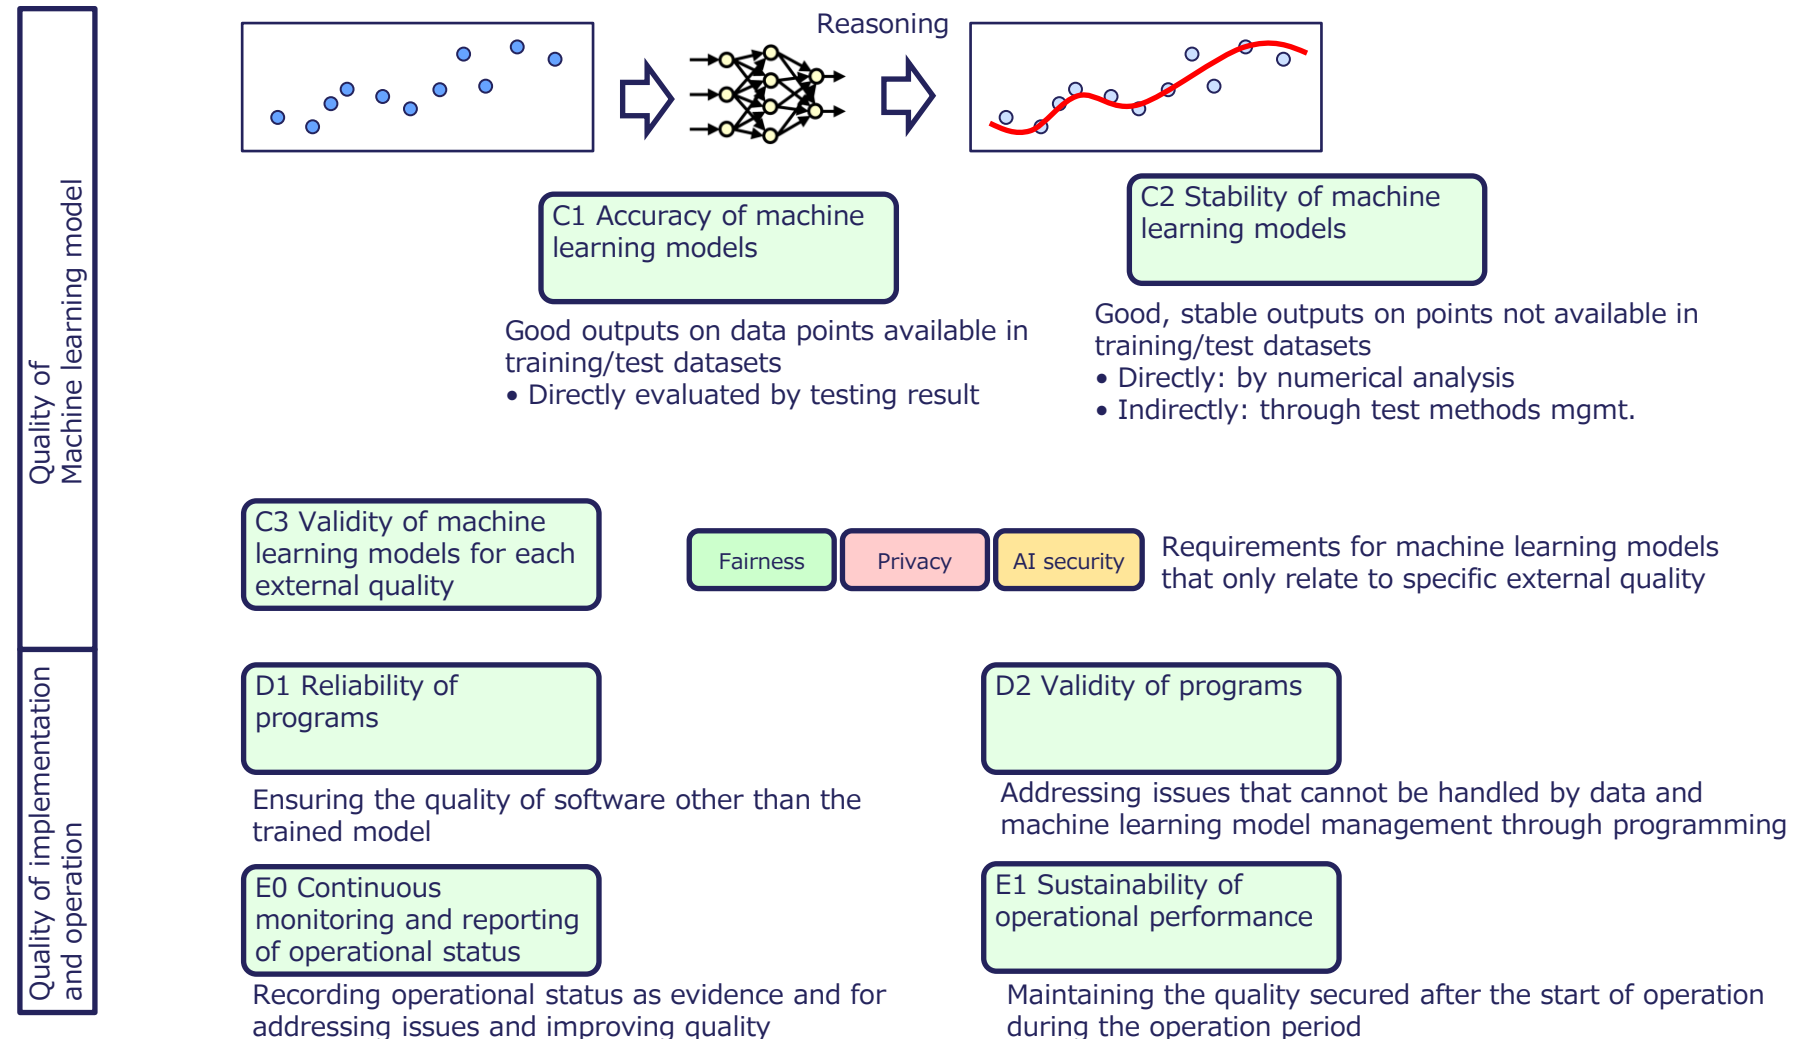 Quality of
Machine learning model
Reasoning
C1 Accuracy of machine
learning models
Good outputs on data points available in
training/test datasets
• Directly evaluated by testing result
C2 Stability of machine
learning models
Good, stable outputs on points not available in
training/test datasets
• Directly: by numerical analysis
• Indirectly: through test methods mgmt.
C3 Validity of machine
learning models for each
external quality
Fairness
Privacy
AI security
Requirements for machine learning models
that only relate to specific external quality
Quality of implementation
and operation
D1 Reliability of
programs
Ensuring the quality of software other than the
trained model
D2 Validity of programs
Addressing issues that cannot be handled by data and
machine learning model management through programming
E0 Continuous
monitoring and reporting
of operational status
Recording operational status as evidence and for
addressing issues and improving quality
E1 Sustainability of
operational performance
Maintaining the quality secured after the start of operation
during the operation period